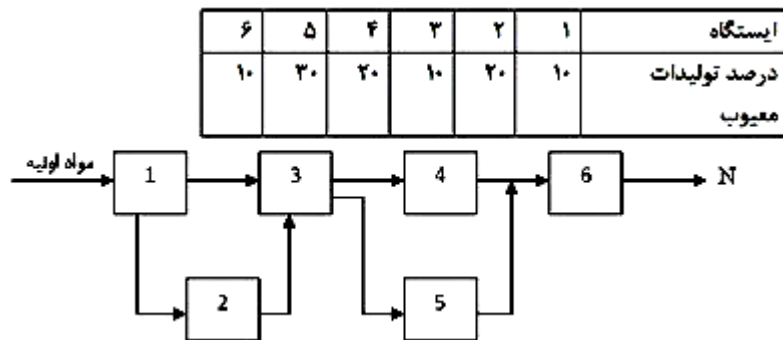 ایستگاه ۱ ۲ ۳ ۴ ۵ ۶
درصد تولیدات ۱۰ ۲۰ ۱۰ ۲۰ ۳۰ ۱۰
معیوب
مواد اولیه 1 3 4 6 N
2 5